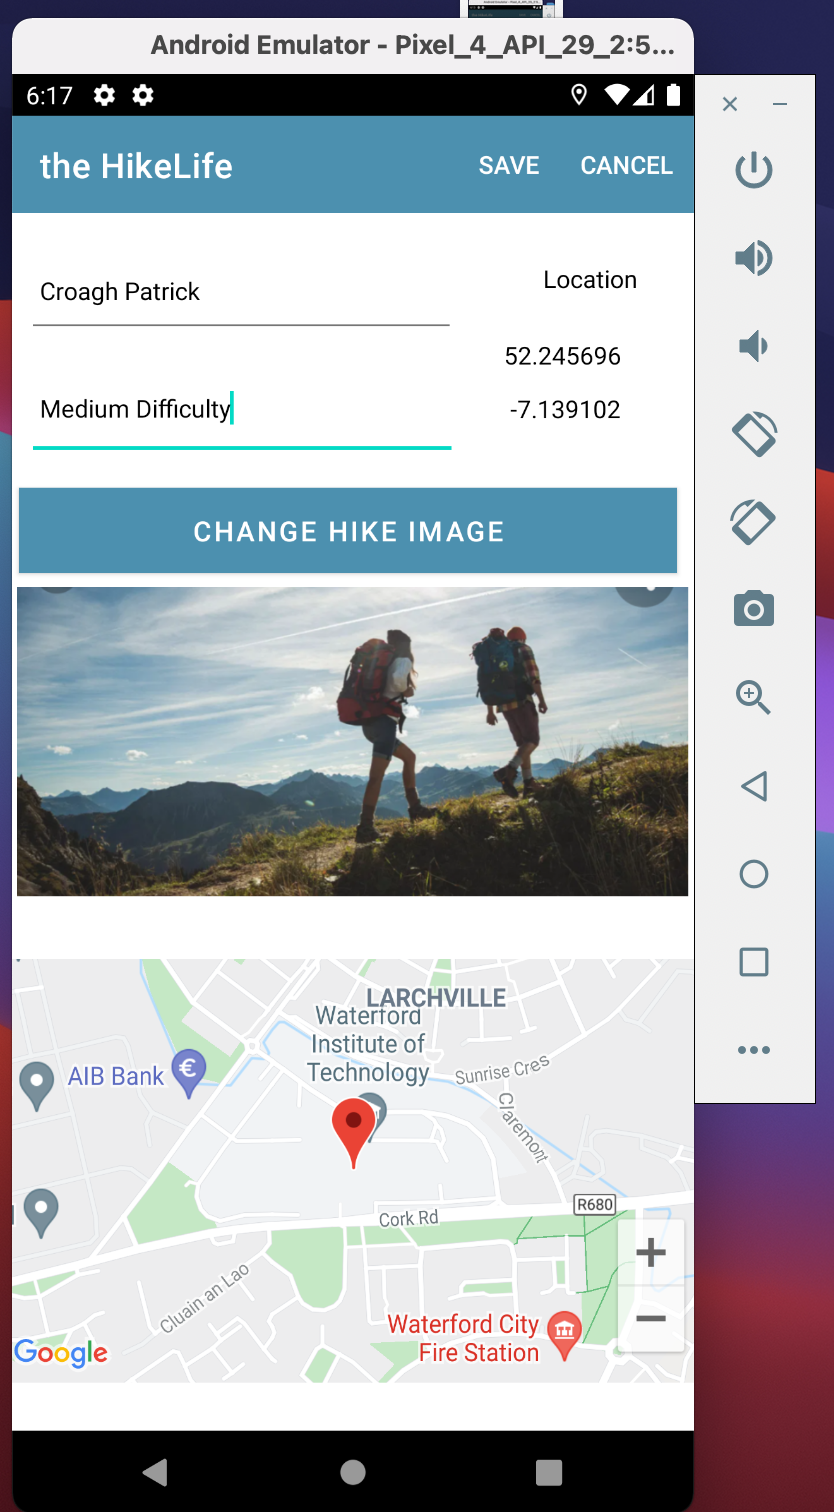 Android Emulator - Pixel_4_API_29_2:5...
6:17
the HikeLife
SAVE
CANCEL
Croagh Patrick
Location
52.245696
Medium Difficulty
-7.139102
CHANGE HIKE IMAGE
LARCHVILLE
Waterford
Institute of
Technology
AIB Bank
€
Sunrise Cres
Claremont
R680
Cork Rd
Cluain an Lao
+
−
Waterford City
Fire Station
Google